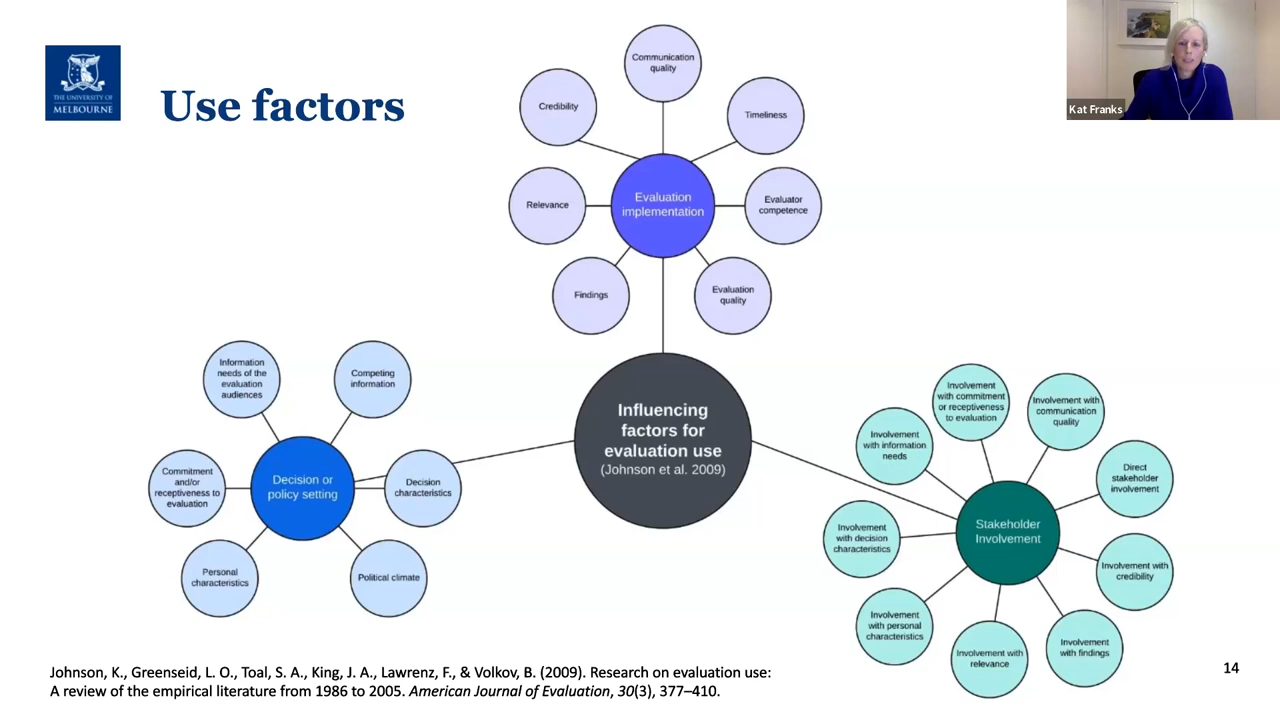 THE UNIVERSITY OF
MELBOURNE
Use factors
Kat Franks
Communication
quality
Credibility
Timeliness
Relevance
Evaluation
implementation
Evaluator
competence
Findings
Evaluation
quality
Influencing
factors for
evaluation use
(Johnson et al. 2009)
Information
needs of the
evaluation
audiences
Competing
information
Commitment
and/or
receptiveness to
evaluation
Decision or
policy setting
Decision
characteristics
Personal
characteristics
Political climate
Involvement
with commitment
or receptiveness
to evaluation
Involvement with
communication
quality
Involvement
with information
needs
Direct
stakeholder
involvement
Involvement
with decision
characteristics
Stakeholder
Involvement
Involvement with
credibility
Involvement
with personal
characteristics
Involvement with
relevance
Involvement
with findings
Johnson, K., Greenseid, L. O., Toal, S. A., King, J. A., Lawrenz, F., & Volkov, B. (2009). Research on evaluation use:
A review of the empirical literature from 1986 to 2005. American Journal of Evaluation, 30(3), 377–410.
14